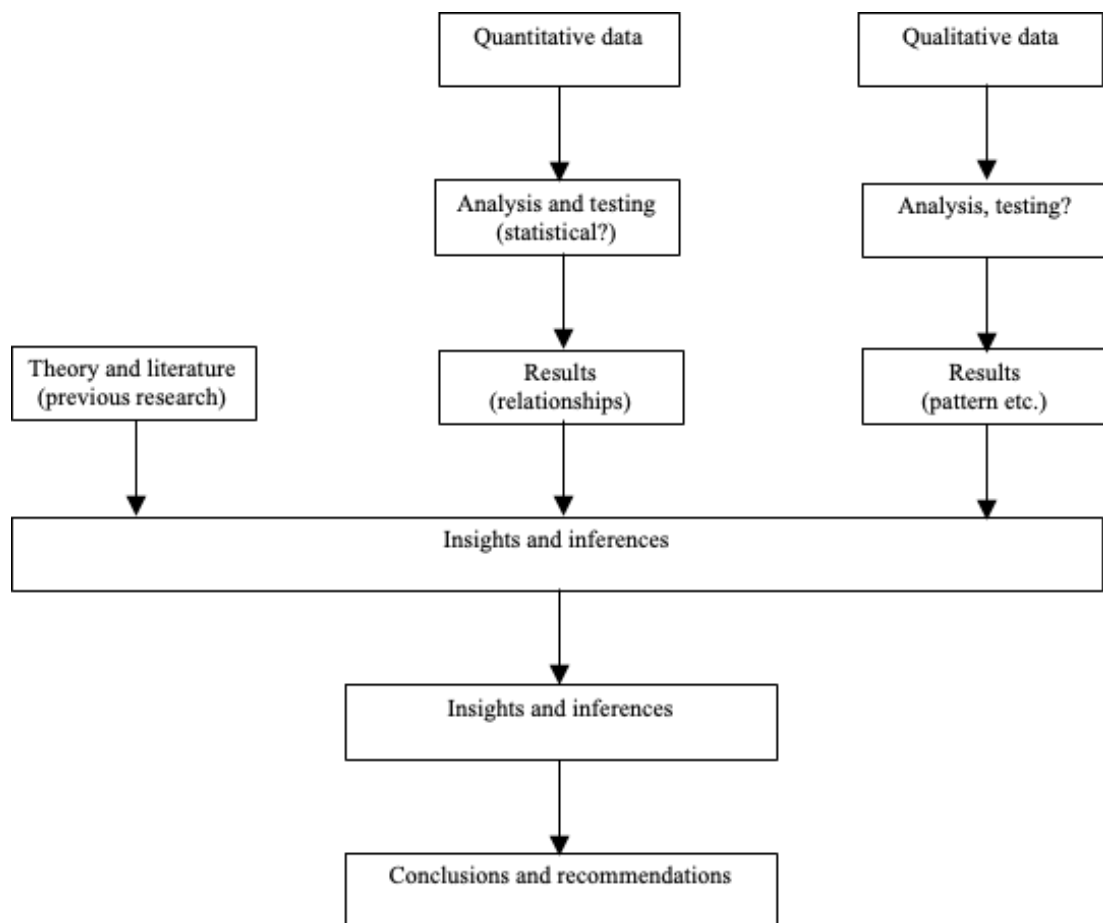 Quantitative data
Qualitative data
Analysis and testing
(statistical?)
Analysis, testing?
Theory and literature
(previous research)
Results
(relationships)
Results
(pattern etc.)
Insights and inferences
Insights and inferences
Conclusions and recommendations